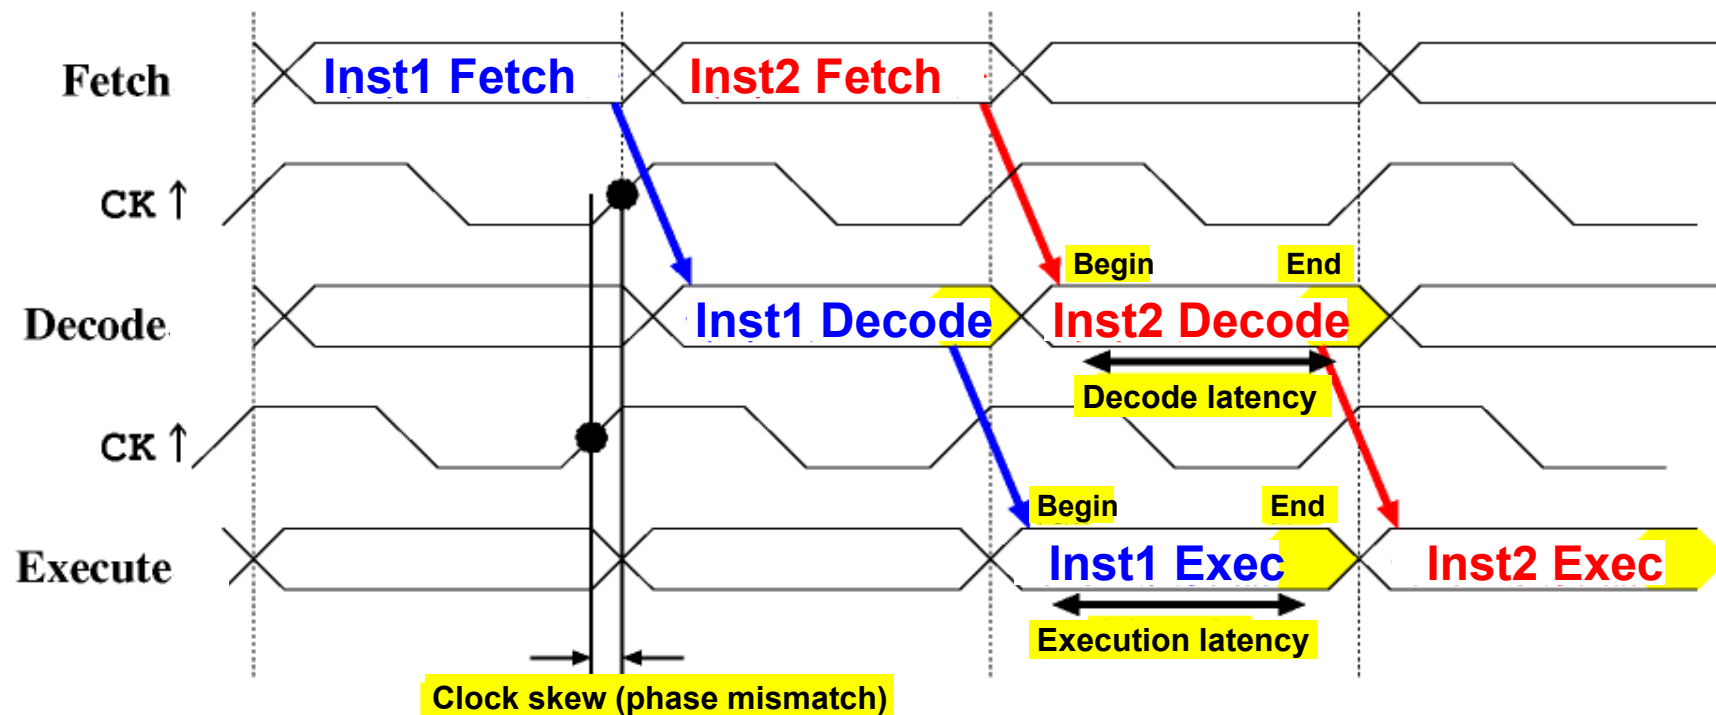 Fetch
Inst1 Fetch
Inst2 Fetch
CK ↑
Begin
End
Decode
Inst1 Decode
Inst2 Decode
Decode latency
CK ↑
Begin
End
Execute
Inst1 Exec
Inst2 Exec
Execution latency
Clock skew (phase mismatch)